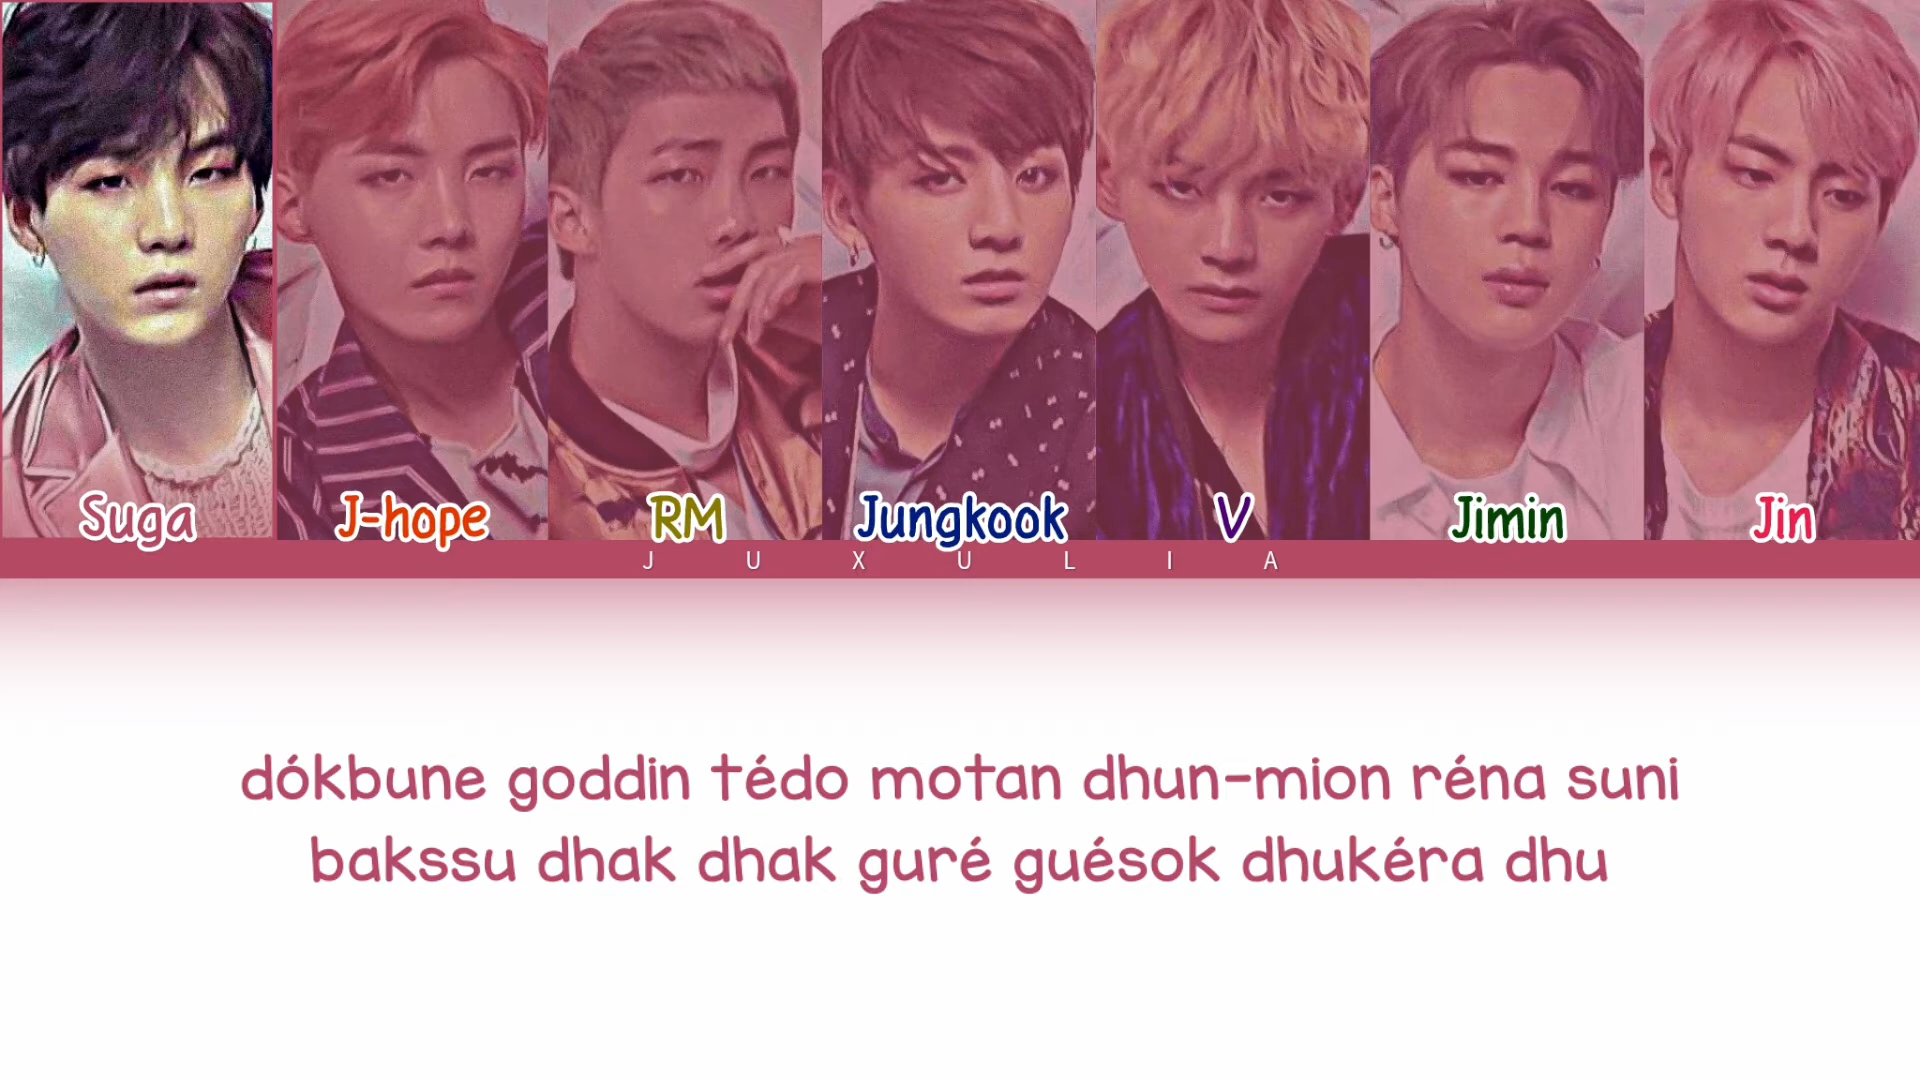 Suga J-hope RM Jungkook V Jimin Jin
JUXULIA
dókbune goddin tédo motan dhun-mion réna suni
bakssu dhak dhak guré guésok dhukéra dhu